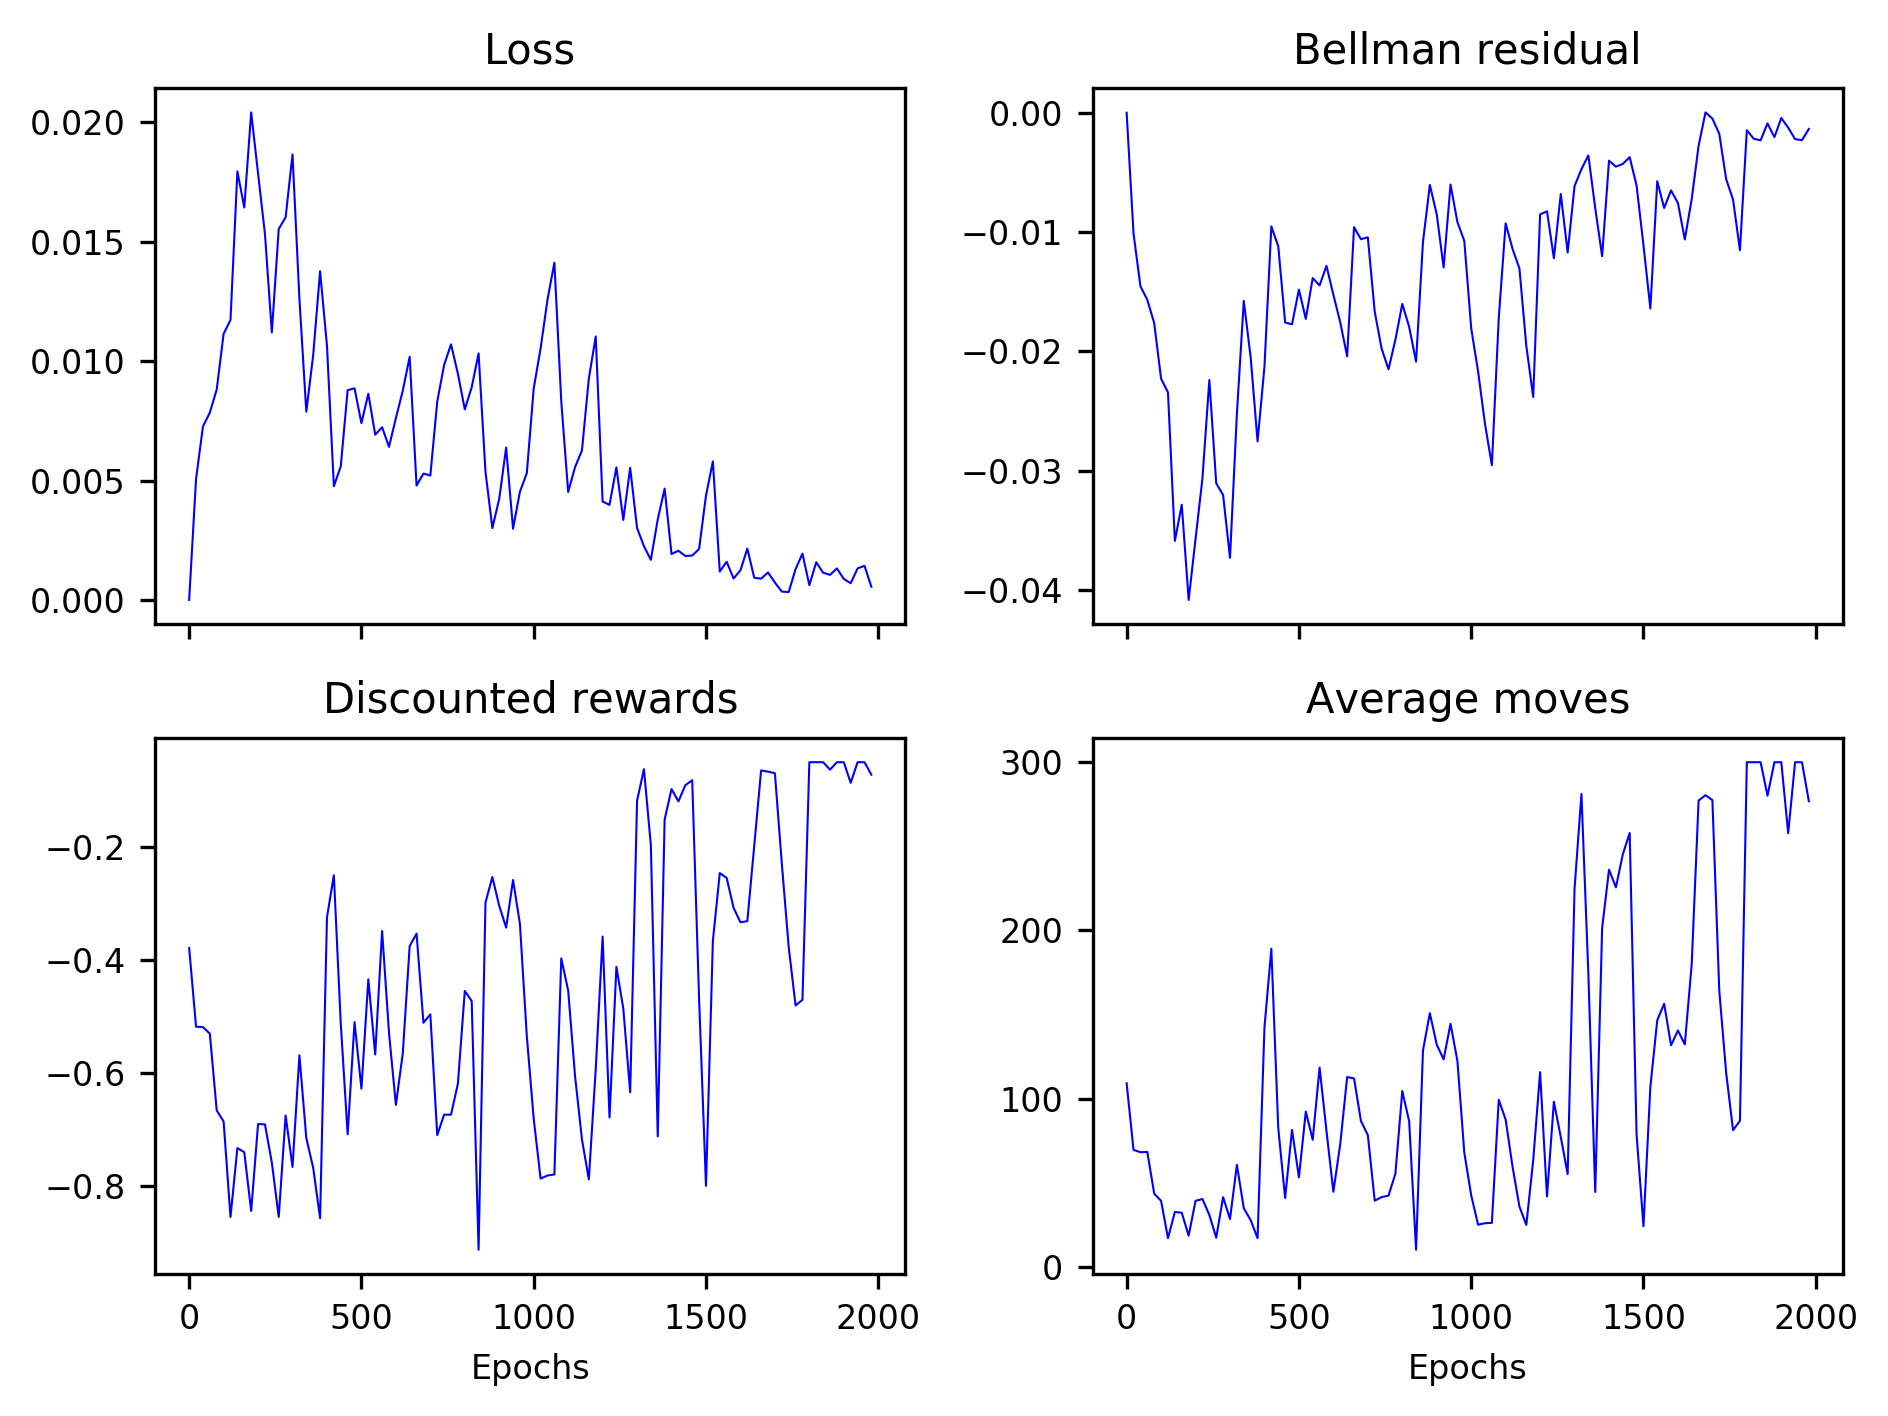 Loss
0.020
0.015
0.010
0.005
0.000
Bellman residual
0.00
−0.01
−0.02
−0.03
−0.04
Discounted rewards
−0.2
−0.4
−0.6
−0.8
0 500 1000 1500 2000
Epochs
Average moves
300
200
100
0
0 500 1000 1500 2000
Epochs